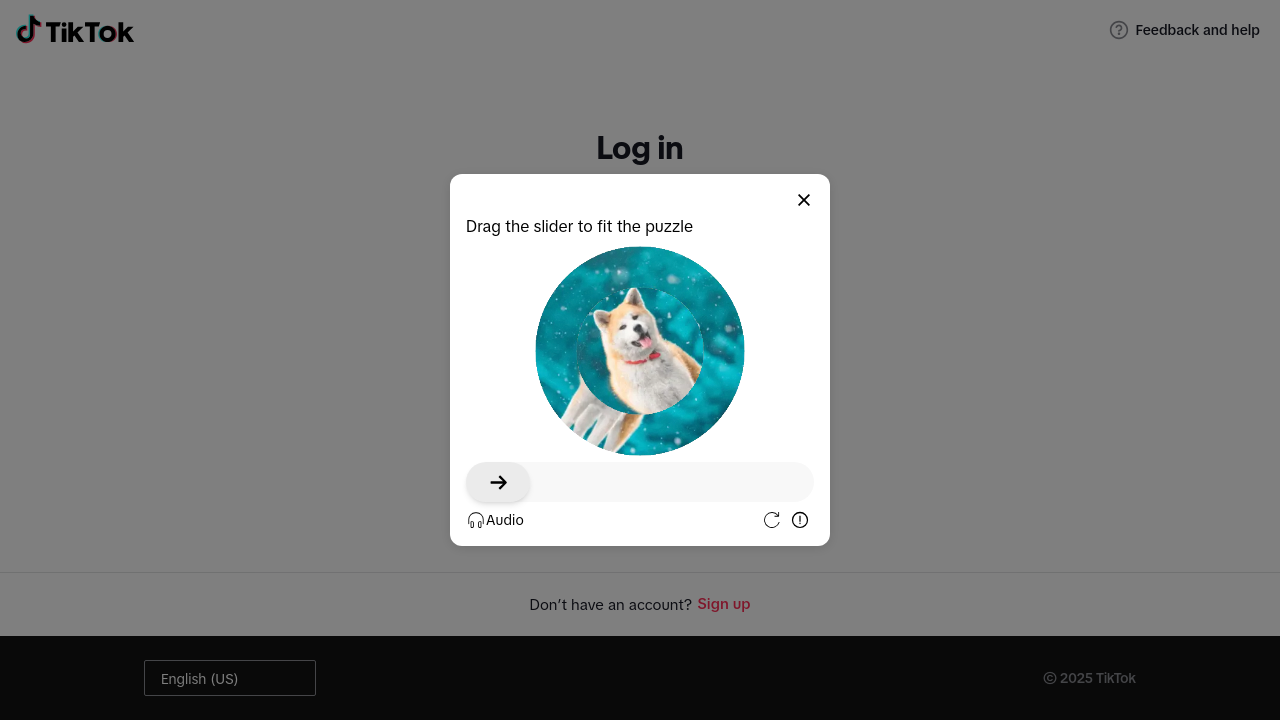 TikTok
Feedback and help
Log in
Drag the slider to fit the puzzle
Audio
Don’t have an account? Sign up
English (US)
© 2025 TikTok